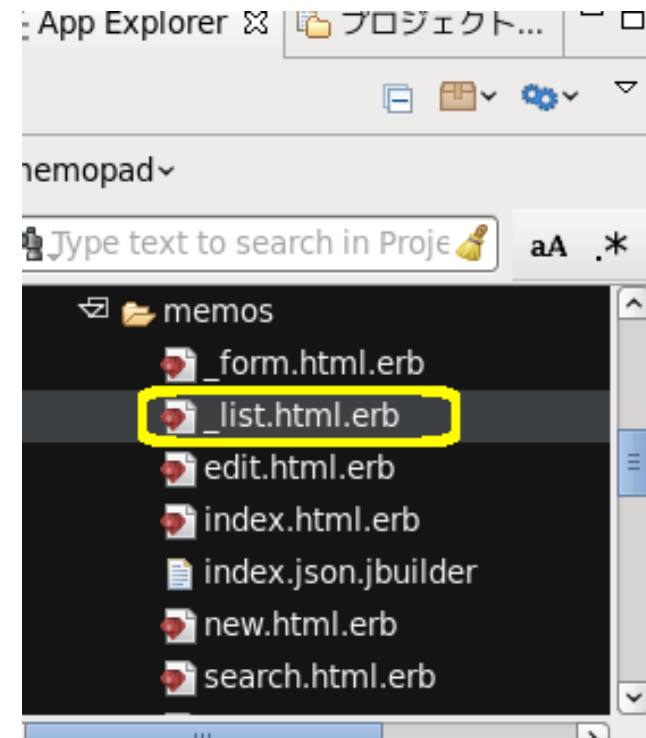 App Explorer プロジェクト...
memopad
Type text to search in Proje aA .*
memos
_form.html.erb
_list.html.erb
edit.html.erb
index.html.erb
index.json.jbuilder
new.html.erb
search.html.erb